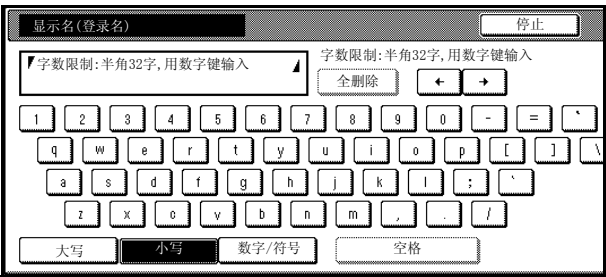 显示名(登录名) 停止
字数限制:半角32字,用数字键输入
字数限制:半角32字,用数字键输入
全删除 ← →
1 2 3 4 5 6 7 8 9 0 - = `
q w e r t y u i o p [ ] \
a s d f g h j k l ; '
z x c v b n m , . /
大写 小写 数字/符号 空格